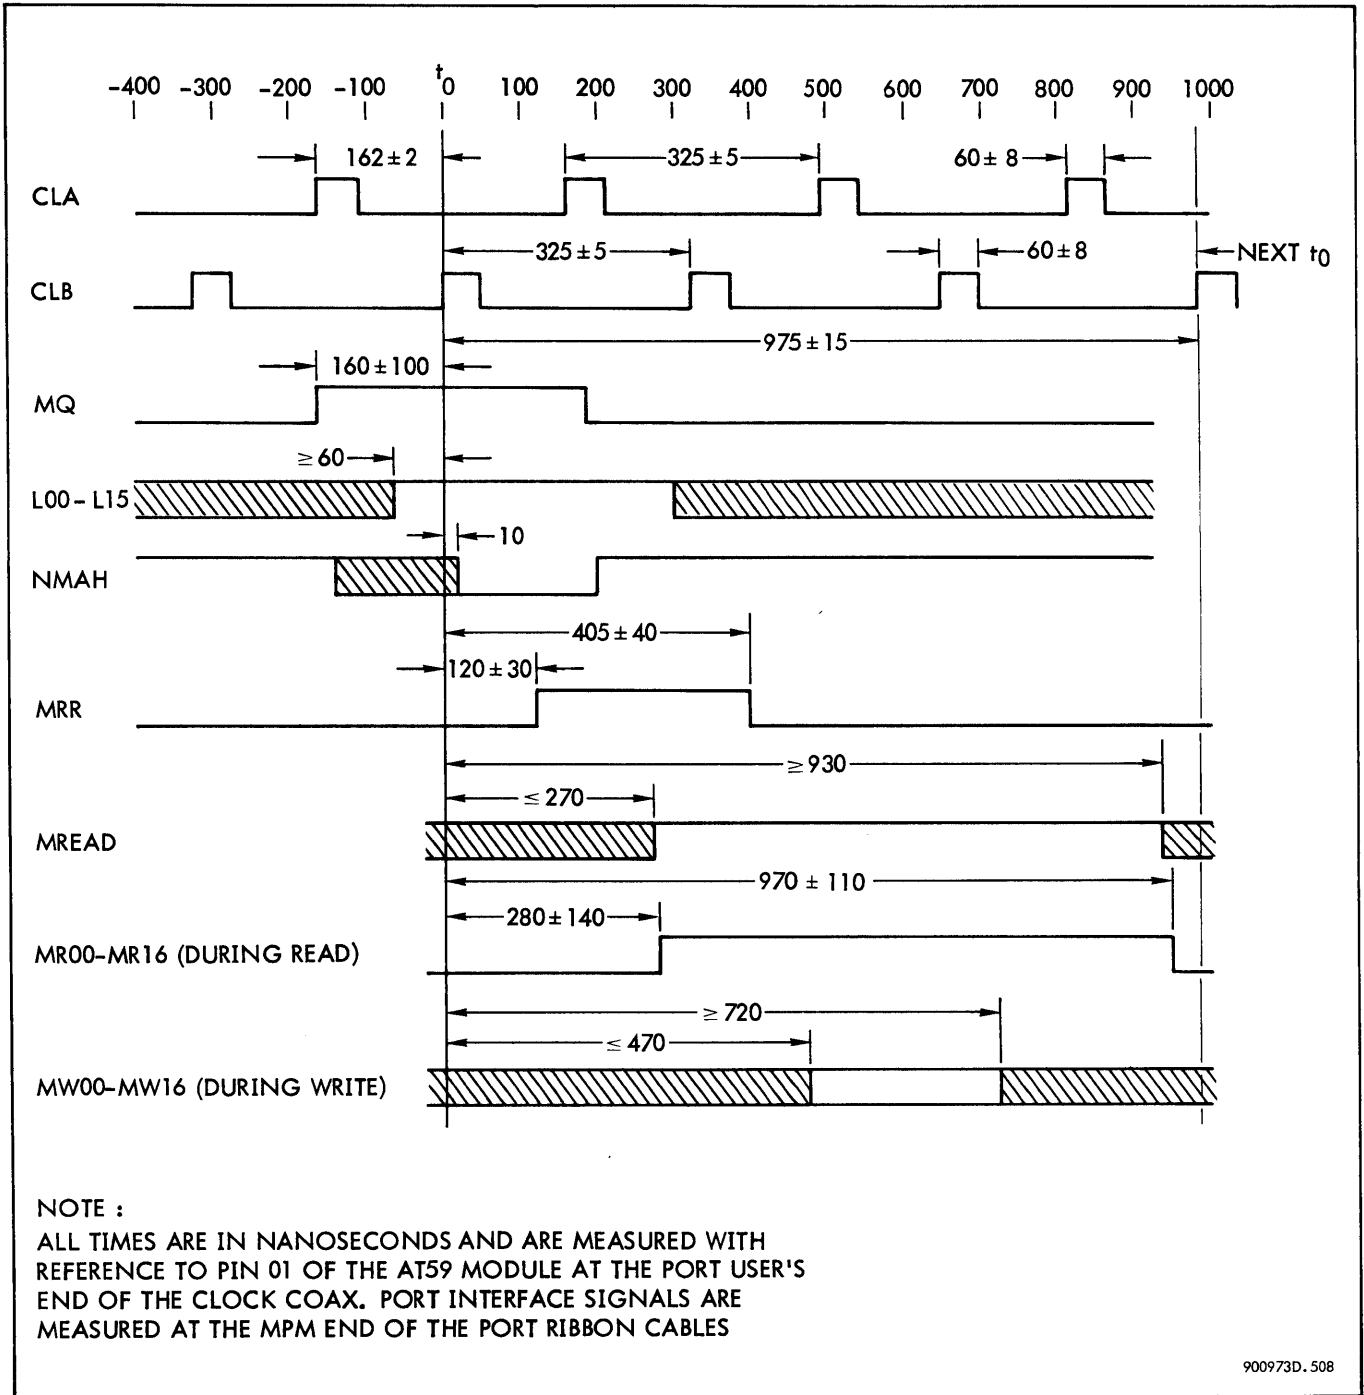 t0
-400 -300 -200 -100 0 100 200 300 400 500 600 700 800 900 1000
162 ± 2 325 ± 5 60 ± 8
CLA
325 ± 5 60 ± 8 NEXT t0
CLB
975 ± 15
160 ± 100
MQ
≥ 60
L00 - L15
10
NMAH
405 ± 40
120 ± 30
MRR
≥ 930
≤ 270
MREAD
970 ± 110
280 ± 140
MR00-MR16 (DURING READ)
≥ 720
≤ 470
MW00-MW16 (DURING WRITE)
NOTE :
ALL TIMES ARE IN NANOSECONDS AND ARE MEASURED WITH
REFERENCE TO PIN 01 OF THE AT59 MODULE AT THE PORT USER'S
END OF THE CLOCK COAX. PORT INTERFACE SIGNALS ARE
MEASURED AT THE MPM END OF THE PORT RIBBON CABLES
900973D.508